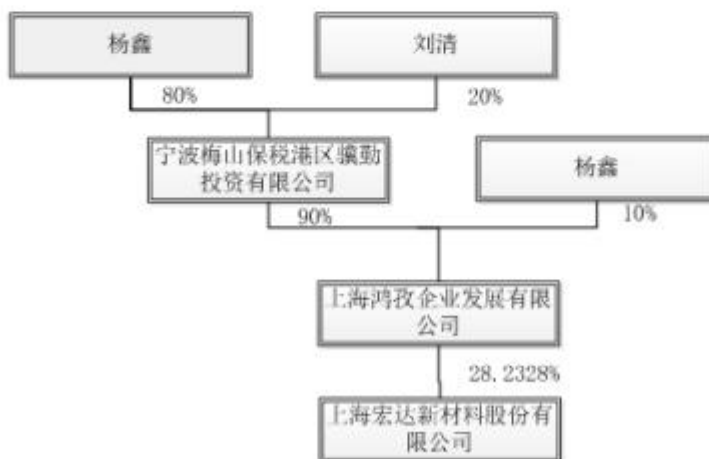 杨鑫
刘清
80%
20%
宁波梅山保税港区骥勤
投资有限公司
杨鑫
90%
10%
上海鸿孜企业发展有限
公司
28.2328%
上海宏达新材料股份有
限公司